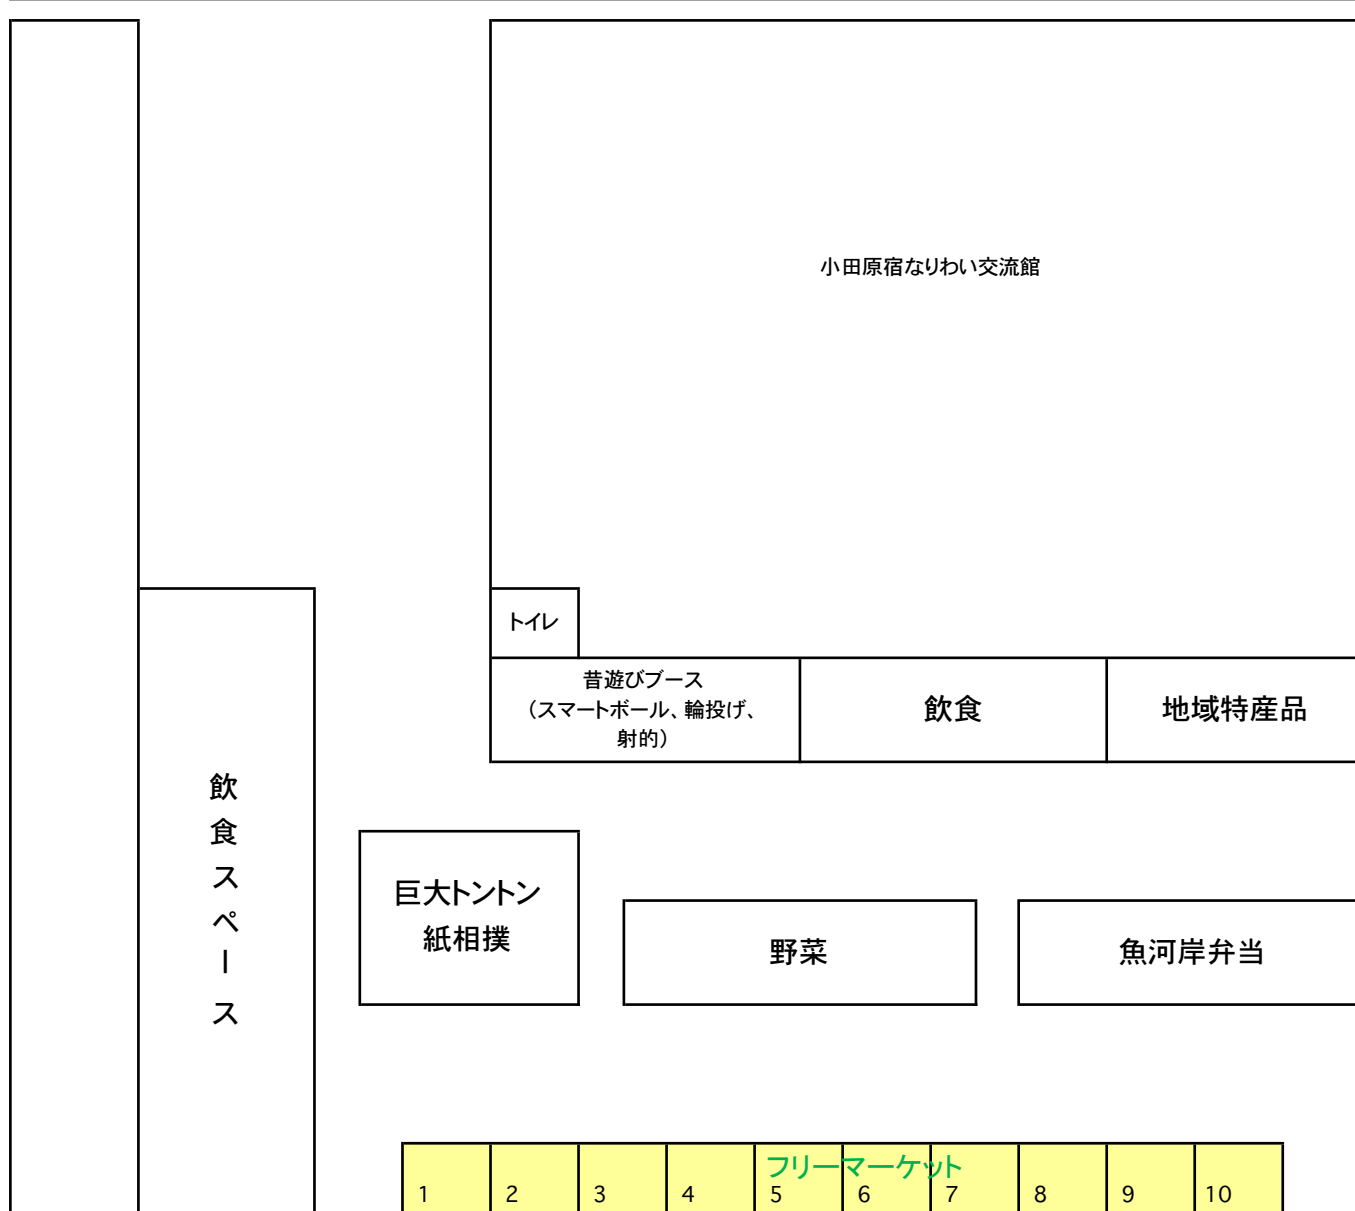 小田原宿なりわい交流館
トイレ
昔遊びブース
（スマートボール、輪投げ、
射的）
飲食
地域特産品
飲食スペース
巨大トントン
紙相撲
野菜
魚河岸弁当
フリーマーケット
1 2 3 4 5 6 7 8 9 10